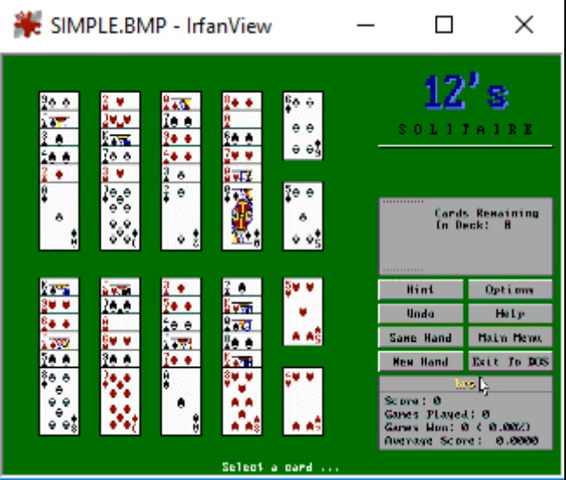 SIMPLE.BMP - IrfanView
12's
SOLITAIRE
Cards Remaining
In Deck: 0
Hint
Options
Undo
Help
Same Hand
Main Menu
New Hand
Exit To DOS
Score: 0
Games Played: 0
Games Won: 0 ( 0.00%)
Average Score: 0.0000
Select a card ...